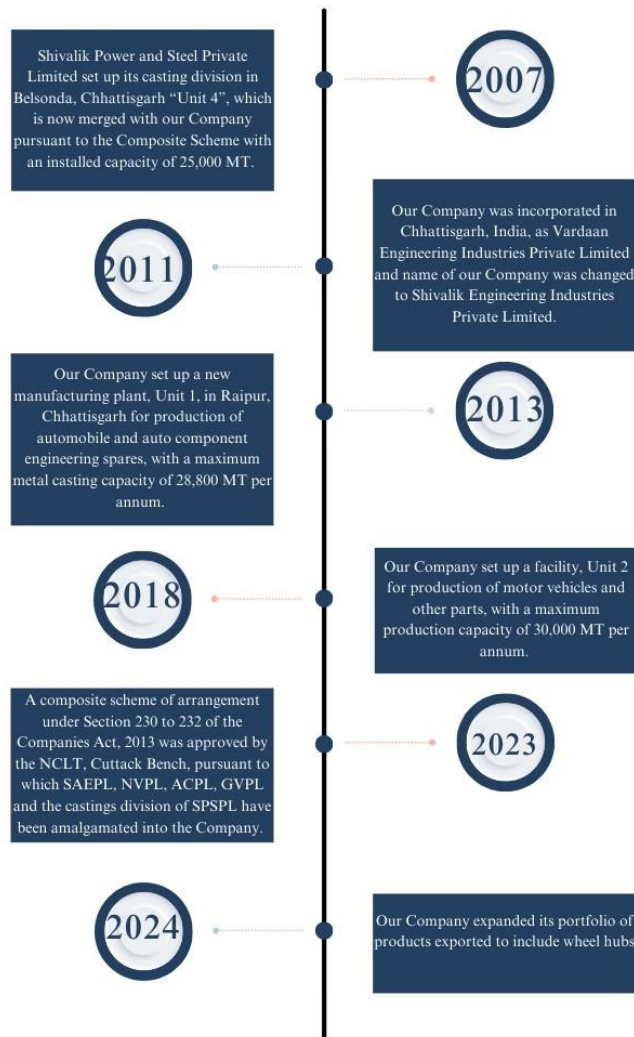 Shivalik Power and Steel Private
Limited set up its casting division in
Belsonda, Chhattisgarh “Unit 4”, which
is now merged with our Company
pursuant to the Composite Scheme with
an installed capacity of 25,000 MT.
2007
2011
Our Company was incorporated in
Chhattisgarh, India, as Vardaan
Engineering Industries Private Limited
and name of our Company was changed
to Shivalik Engineering Industries
Private Limited.
Our Company set up a new
manufacturing plant, Unit 1, in Raipur,
Chhattisgarh for production of
automobile and auto component
engineering spares, with a maximum
metal casting capacity of 28,800 MT per
annum.
2013
2018
Our Company set up a facility, Unit 2
for production of motor vehicles and
other parts, with a maximum
production capacity of 30,000 MT per
annum.
A composite scheme of arrangement
under Section 230 to 232 of the
Companies Act, 2013 was approved by
the NCLT, Cuttack Bench, pursuant to
which SAEPL, NVPL, ACPL, GVPL
and the castings division of SPSPL have
been amalgamated into the Company.
2023
2024
Our Company expanded its portfolio of
products exported to include wheel hubs